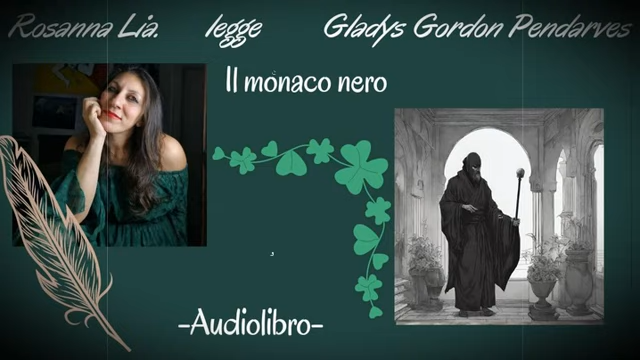 Rosanna Lia. legge Gladys Gordon Pendarves
Il monaco nero
,
-Audiolibro-